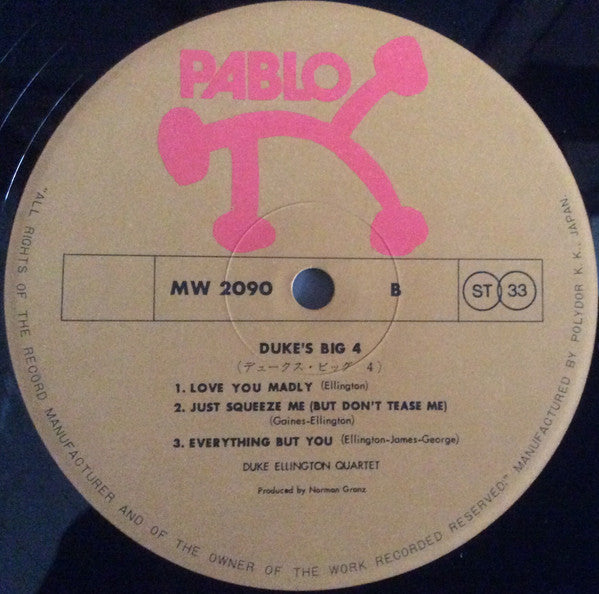 PABLO
MW 2090 B ST 33
DUKE'S BIG 4
(デュークス・ビッグ 4)
1. LOVE YOU MADLY (Ellington)
2. JUST SQUEEZE ME (BUT DON'T TEASE ME)
(Gaines-Ellington)
3. EVERYTHING BUT YOU (Ellington-James-George)
DUKE ELLINGTON QUARTET
Produced by Norman Granz
"ALL RIGHTS OF THE RECORD MANUFACTURER AND OF THE OWNER OF THE WORK RECORDED RESERVED." MANUFACTURED BY POLYDOR K.K., JAPAN.